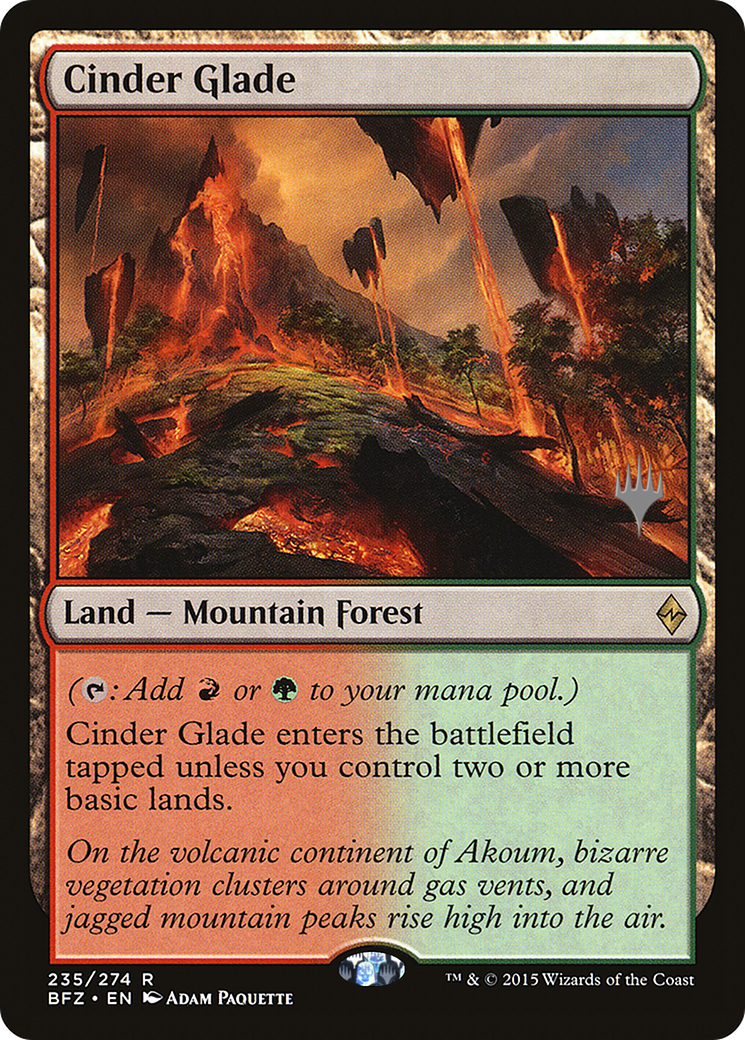 Cinder Glade
Land — Mountain Forest
(: Add or to your mana pool.)
Cinder Glade enters the battlefield
tapped unless you control two or more
basic lands.
On the volcanic continent of Akoum, bizarre
vegetation clusters around gas vents, and
jagged mountain peaks rise high into the air.
235/274 R
™ & © 2015 Wizards of the Coast
BFZ • EN Adam Paquette